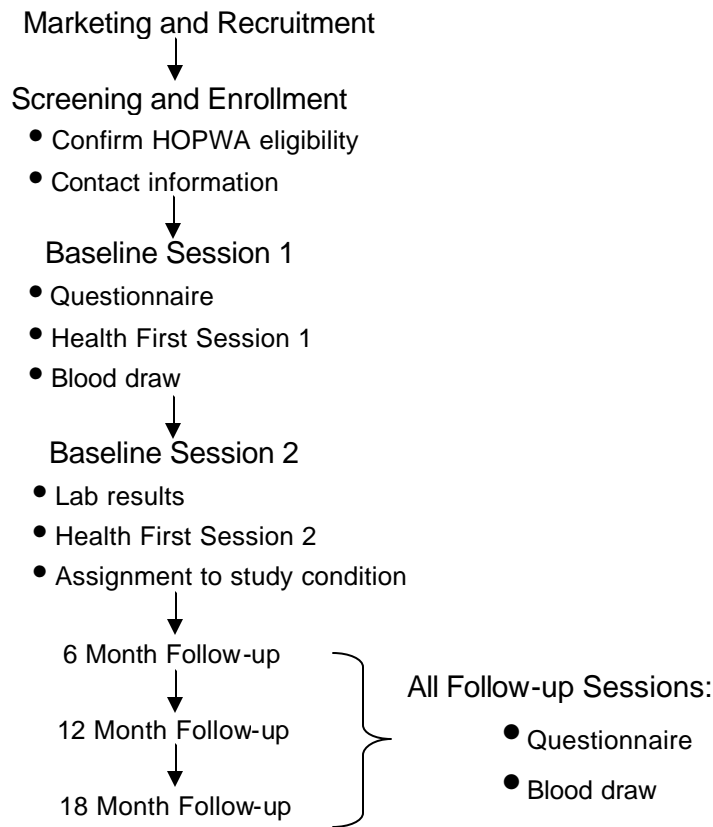 Marketing and Recruitment
Screening and Enrollment
• Confirm HOPWA eligibility
• Contact information
Baseline Session 1
• Questionnaire
• Health First Session 1
• Blood draw
Baseline Session 2
• Lab results
• Health First Session 2
• Assignment to study condition
6 Month Follow-up
12 Month Follow-up
18 Month Follow-up
All Follow-up Sessions:
• Questionnaire
• Blood draw